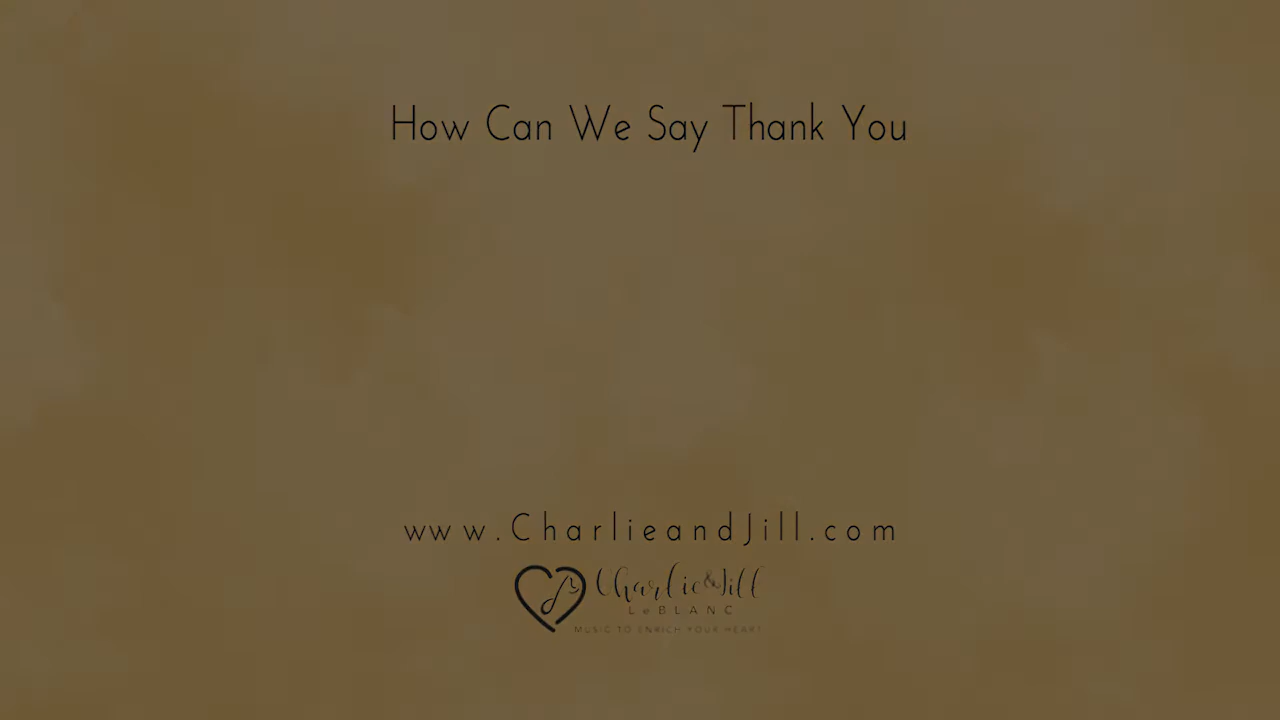 How Can We Say Thank You
www.CharlieandJill.com
Charlie & Jill
LeBLANC
MUSIC TO ENRICH YOUR HEART